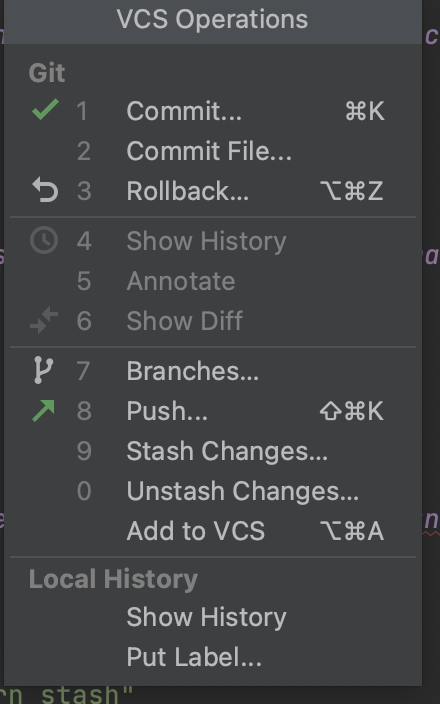 VCS Operations
Git
1 Commit... ⌘K
2 Commit File...
3 Rollback... ⌥⌘Z
4 Show History
5 Annotate
6 Show Diff
7 Branches...
8 Push... ⇧⌘K
9 Stash Changes...
0 Unstash Changes...
Add to VCS ⌥⌘A
Local History
Show History
Put Label...
rn stash"